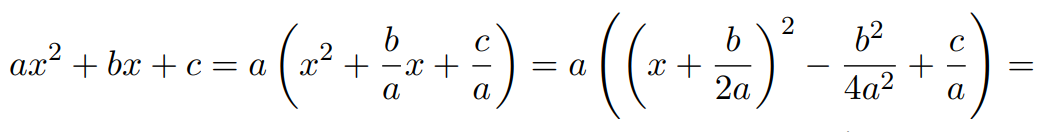 $ax^2 + bx + c = a\left(x^2 + \frac{b}{a}x + \frac{c}{a}\right) = a\left(\left(x + \frac{b}{2a}\right)^2 - \frac{b^2}{4a^2} + \frac{c}{a}\right) =$